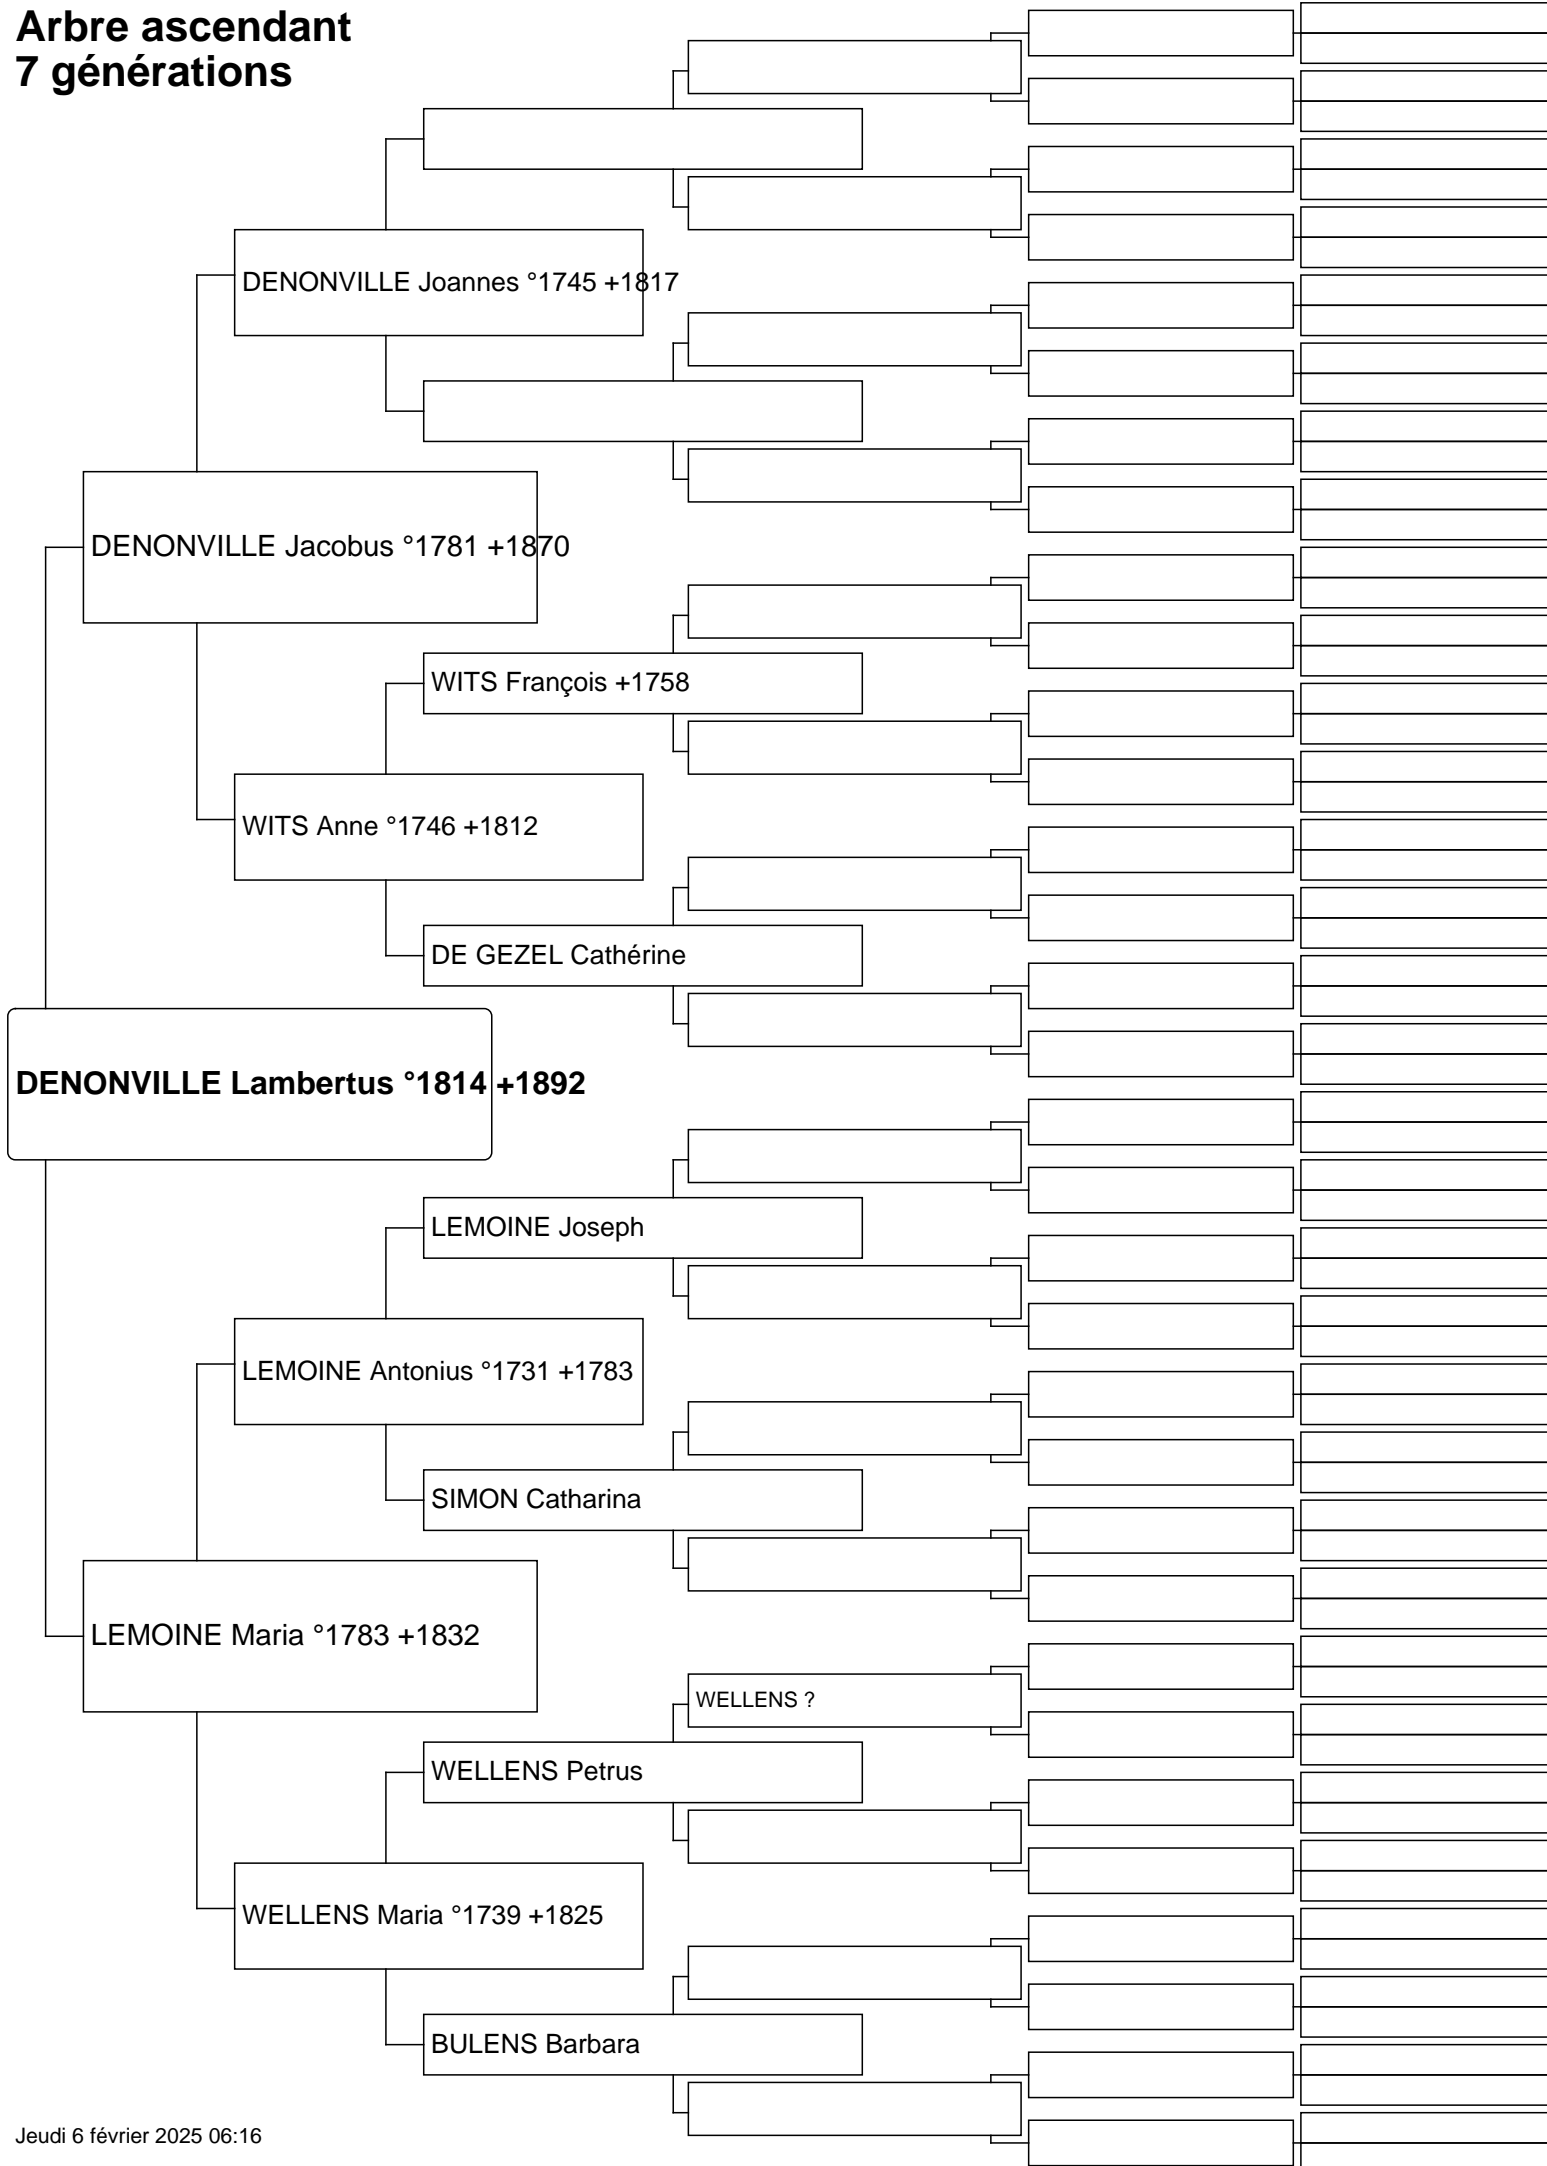 Arbre ascendant
7 générations
DENONVILLE Joannes °1745 +1817
DENONVILLE Jacobus °1781 +1870
WITS François +1758
WITS Anne °1746 +1812
DE GEZEL Cathérine
DENONVILLE Lambertus °1814 +1892
LEMOINE Joseph
LEMOINE Antonius °1731 +1783
SIMON Catharina
LEMOINE Maria °1783 +1832
WELLENS ?
WELLENS Petrus
WELLENS Maria °1739 +1825
BULENS Barbara
Jeudi 6 février 2025 06:16